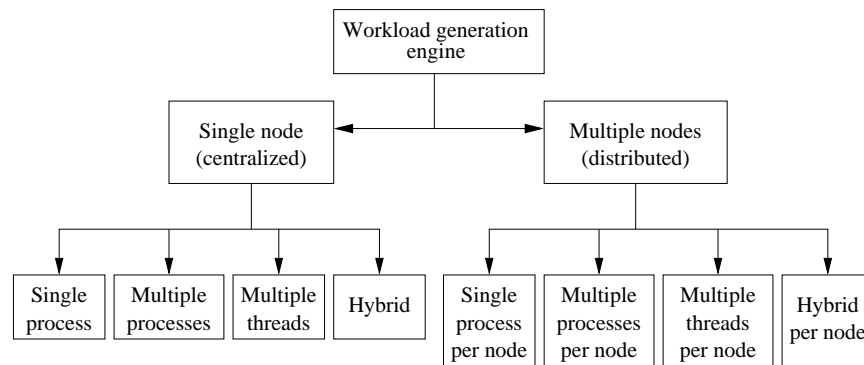 Workload generation
engine
Single node
(centralized)
Multiple nodes
(distributed)
Single
process
Multiple
processes
Multiple
threads
Hybrid
Single
process
per node
Multiple
processes
per node
Multiple
threads
per node
Hybrid
per node